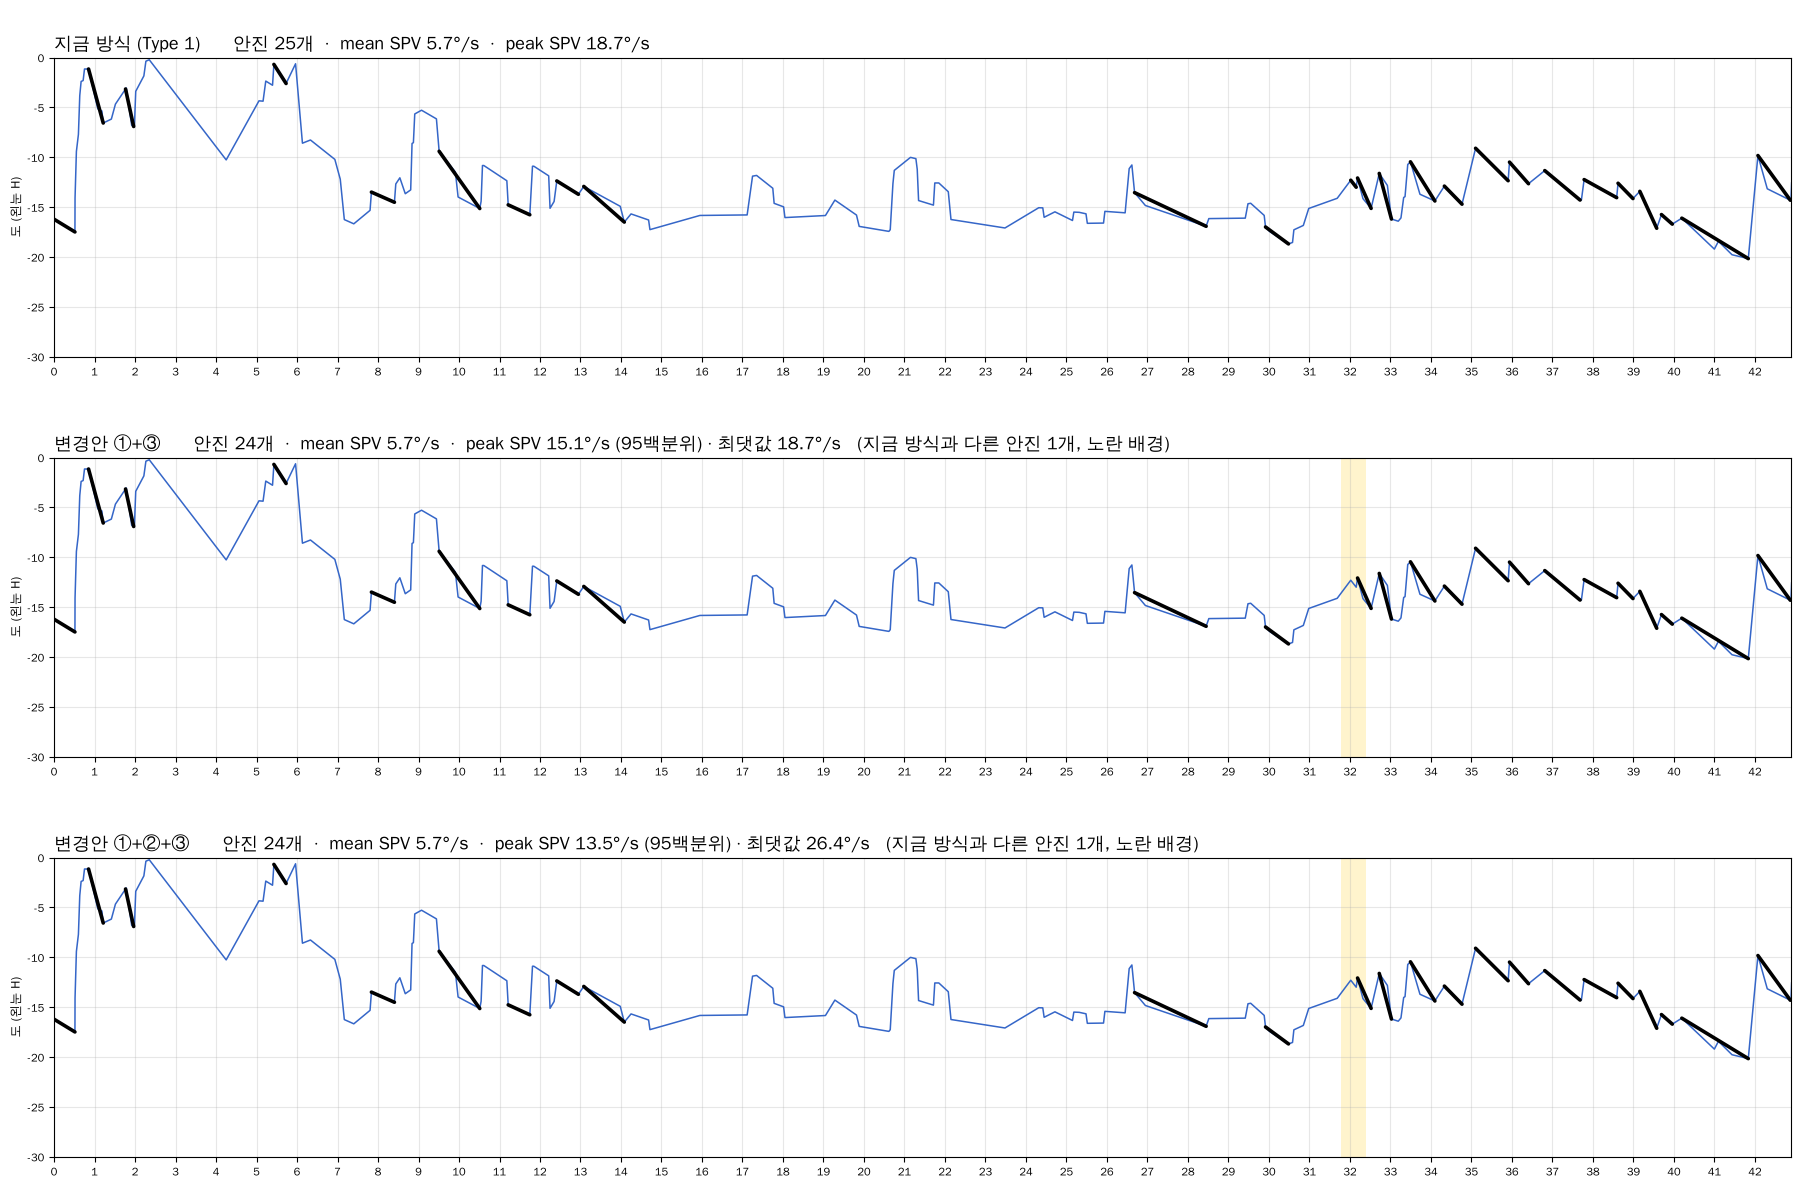 지금 방식 (Type 1) 안진 25개 · mean SPV 5.7°/s · peak SPV 18.7°/s
도 (왼눈 H)
0
-5
-10
-15
-20
-25
-30
0 1 2 3 4 5 6 7 8 9 10 11 12 13 14 15 16 17 18 19 20 21 22 23 24 25 26 27 28 29 30 31 32 33 34 35 36 37 38 39 40 41 42
변경안 ①+③ 안진 24개 · mean SPV 5.7°/s · peak SPV 15.1°/s (95백분위) · 최댓값 18.7°/s (지금 방식과 다른 안진 1개, 노란 배경)
도 (왼눈 H)
0
-5
-10
-15
-20
-25
-30
0 1 2 3 4 5 6 7 8 9 10 11 12 13 14 15 16 17 18 19 20 21 22 23 24 25 26 27 28 29 30 31 32 33 34 35 36 37 38 39 40 41 42
변경안 ①+②+③ 안진 24개 · mean SPV 5.7°/s · peak SPV 13.5°/s (95백분위) · 최댓값 26.4°/s (지금 방식과 다른 안진 1개, 노란 배경)
도 (왼눈 H)
0
-5
-10
-15
-20
-25
-30
0 1 2 3 4 5 6 7 8 9 10 11 12 13 14 15 16 17 18 19 20 21 22 23 24 25 26 27 28 29 30 31 32 33 34 35 36 37 38 39 40 41 42